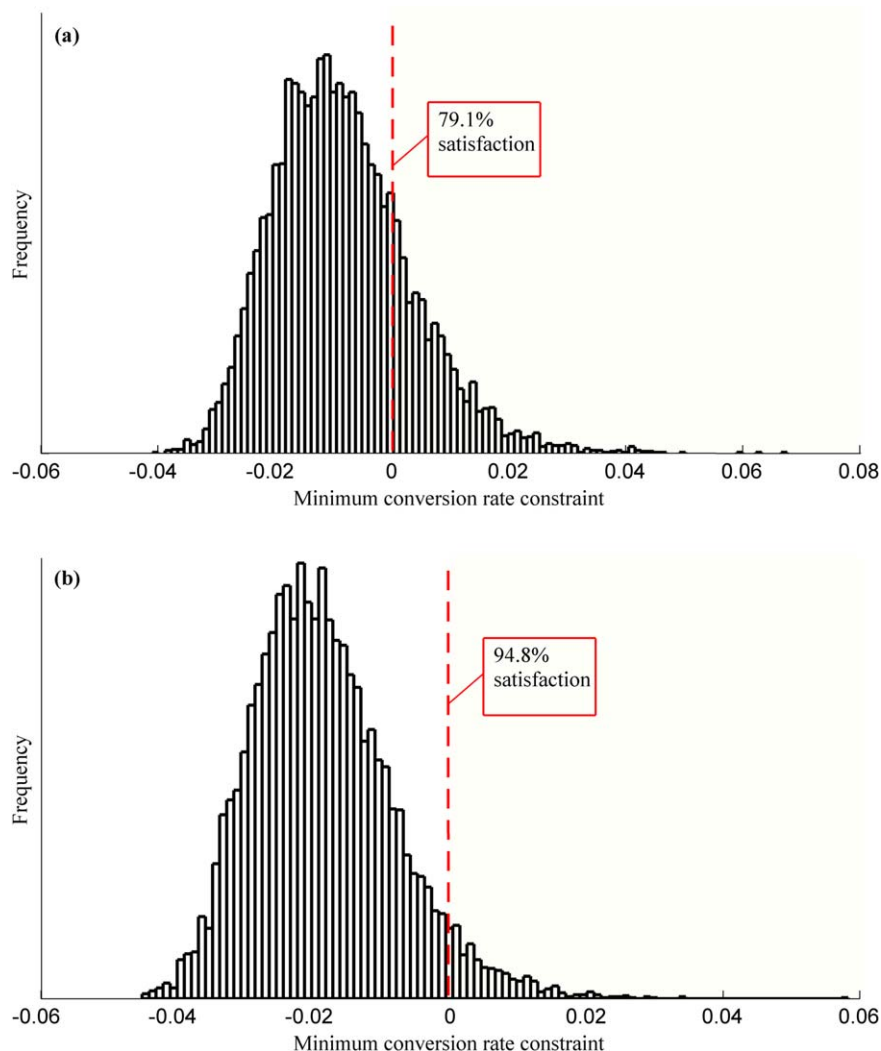 (a)
79.1%
satisfaction
Frequency
-0.06
-0.04
-0.02
0
0.02
0.04
0.06
0.08
Minimum conversion rate constraint
(b)
94.8%
satisfaction
Frequency
-0.06
-0.04
-0.02
0
0.02
0.04
0.06
Minimum conversion rate constraint